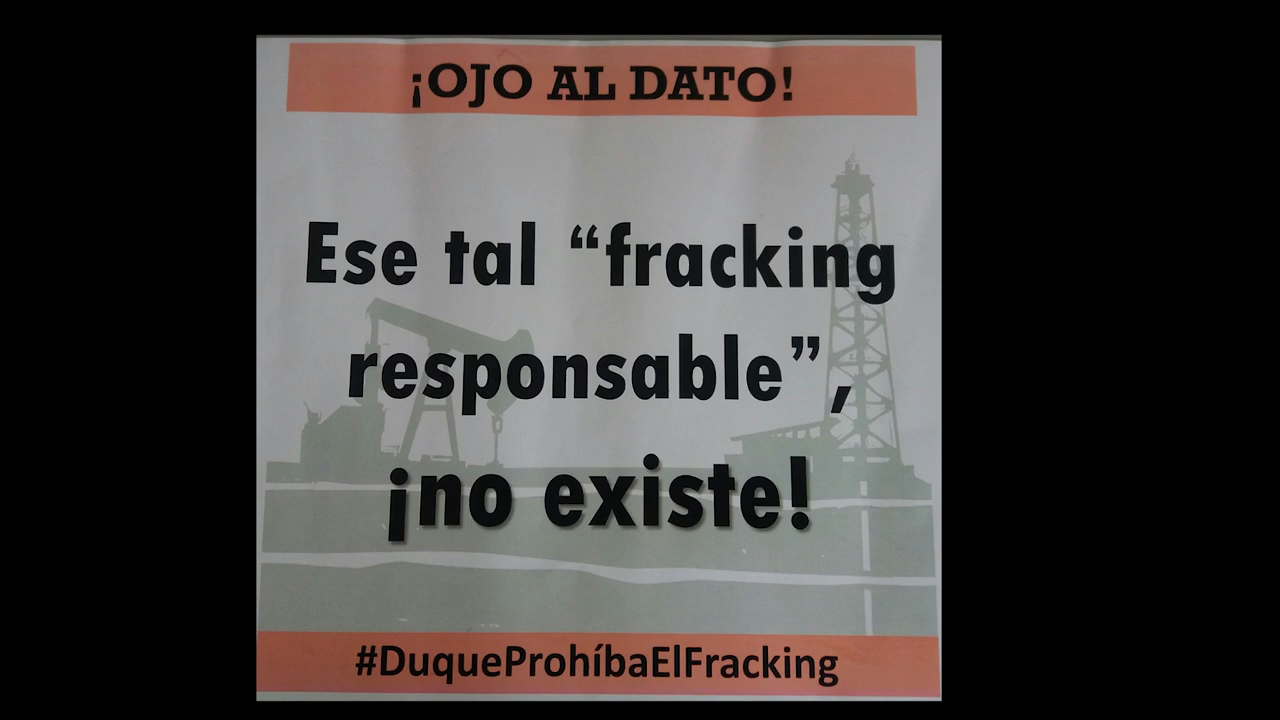 ¡OJO AL DATO!
Ese tal “fracking
responsable”,
¡no existe!
#DuqueProhíbaElFracking